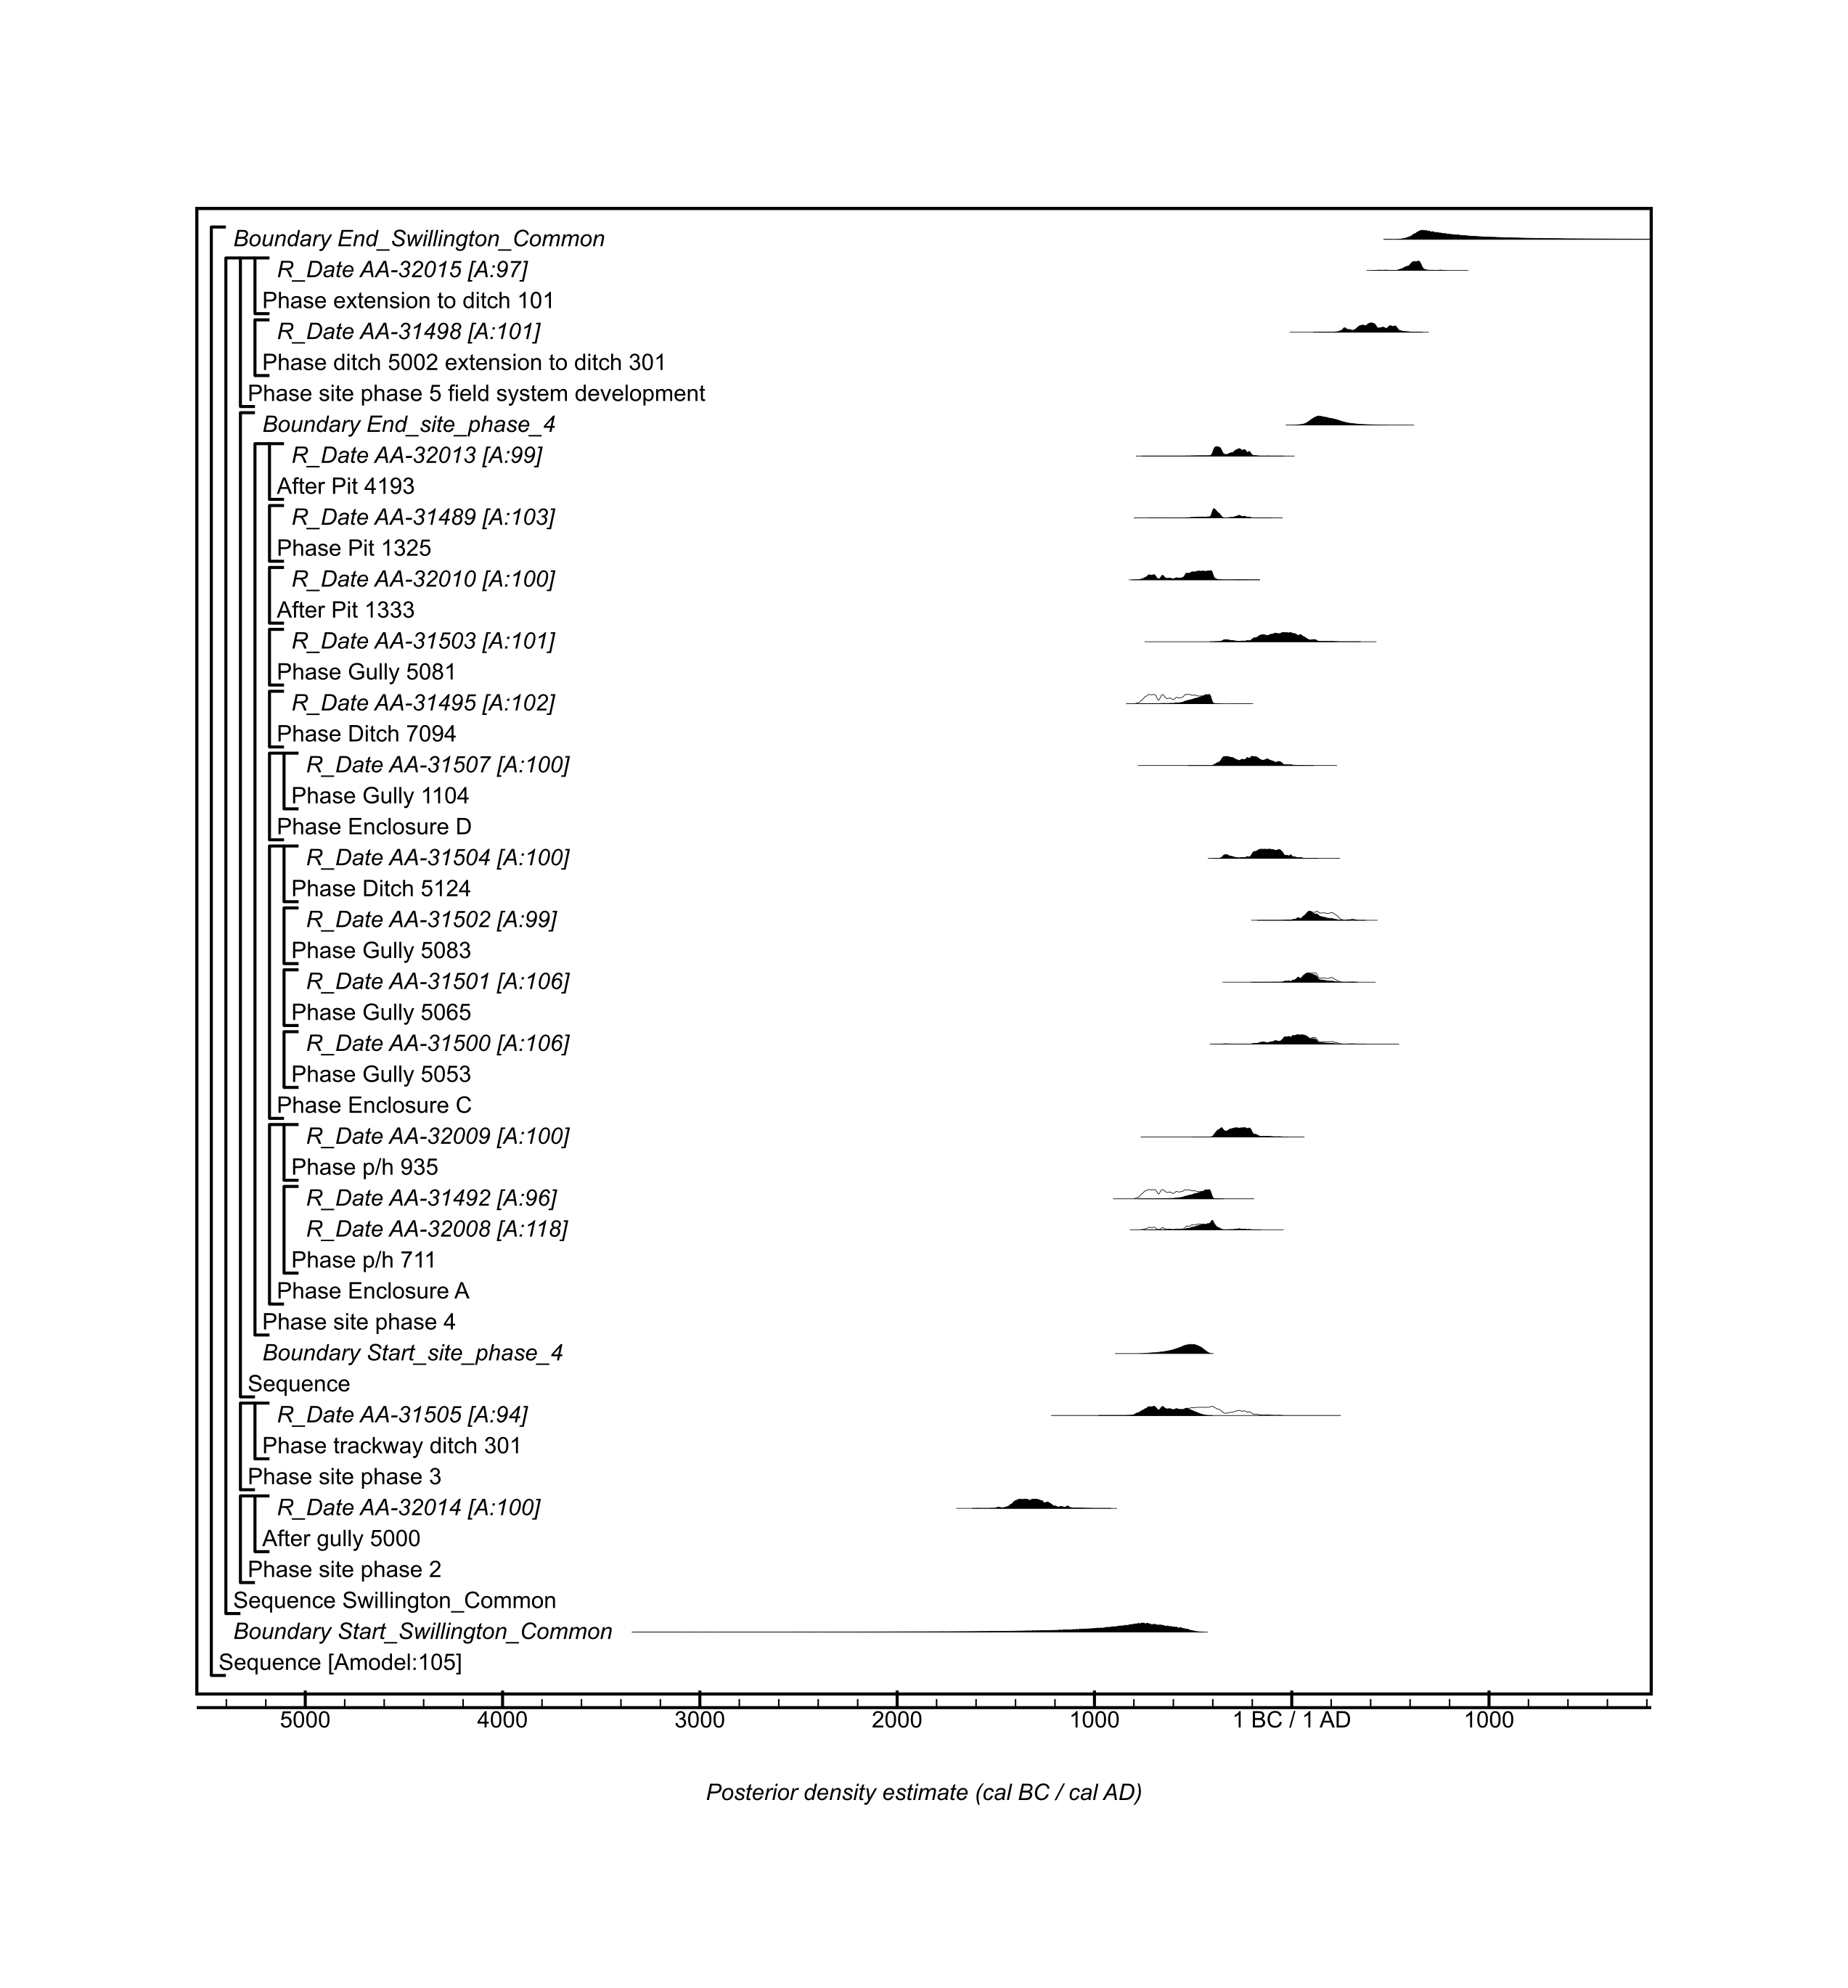 Boundary End_Swillington_Common
R_Date AA-32015 [A:97]
Phase extension to ditch 101
R_Date AA-31498 [A:101]
Phase ditch 5002 extension to ditch 301
Phase site phase 5 field system development
Boundary End_site_phase_4
R_Date AA-32013 [A:99]
After Pit 4193
R_Date AA-31489 [A:103]
Phase Pit 1325
R_Date AA-32010 [A:100]
After Pit 1333
R_Date AA-31503 [A:101]
Phase Gully 5081
R_Date AA-31495 [A:102]
Phase Ditch 7094
R_Date AA-31507 [A:100]
Phase Gully 1104
Phase Enclosure D
R_Date AA-31504 [A:100]
Phase Ditch 5124
R_Date AA-31502 [A:99]
Phase Gully 5083
R_Date AA-31501 [A:106]
Phase Gully 5065
R_Date AA-31500 [A:106]
Phase Gully 5053
Phase Enclosure C
R_Date AA-32009 [A:100]
Phase p/h 935
R_Date AA-31492 [A:96]
R_Date AA-32008 [A:118]
Phase p/h 711
Phase Enclosure A
Phase site phase 4
Boundary Start_site_phase_4
Sequence
R_Date AA-31505 [A:94]
Phase trackway ditch 301
Phase site phase 3
R_Date AA-32014 [A:100]
After gully 5000
Phase site phase 2
Sequence Swillington_Common
Boundary Start_Swillington_Common
Sequence [Amodel:105]
5000 4000 3000 2000 1000 1 BC / 1 AD 1000
Posterior density estimate (cal BC / cal AD)